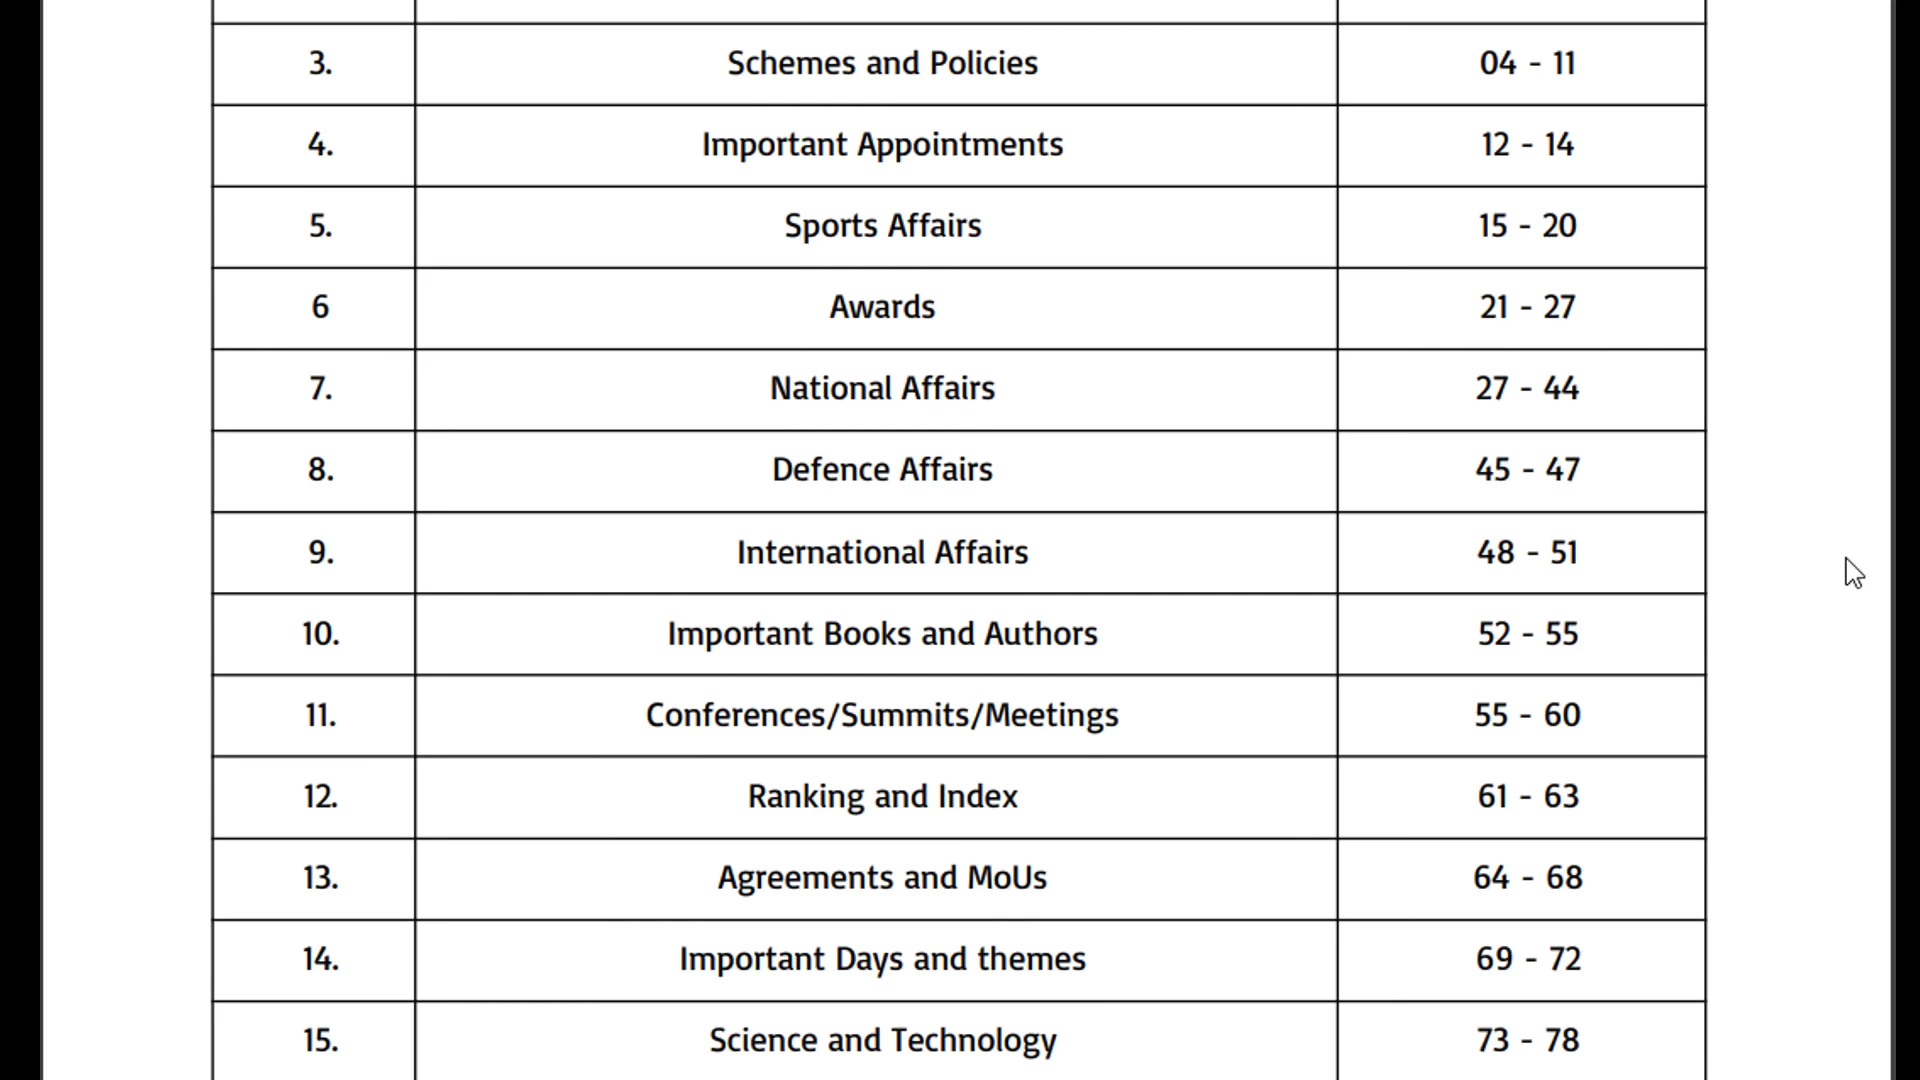 3. Schemes and Policies 04 - 11
4. Important Appointments 12 - 14
5. Sports Affairs 15 - 20
6 Awards 21 - 27
7. National Affairs 27 - 44
8. Defence Affairs 45 - 47
9. International Affairs 48 - 51
10. Important Books and Authors 52 - 55
11. Conferences/Summits/Meetings 55 - 60
12. Ranking and Index 61 - 63
13. Agreements and MoUs 64 - 68
14. Important Days and themes 69 - 72
15. Science and Technology 73 - 78